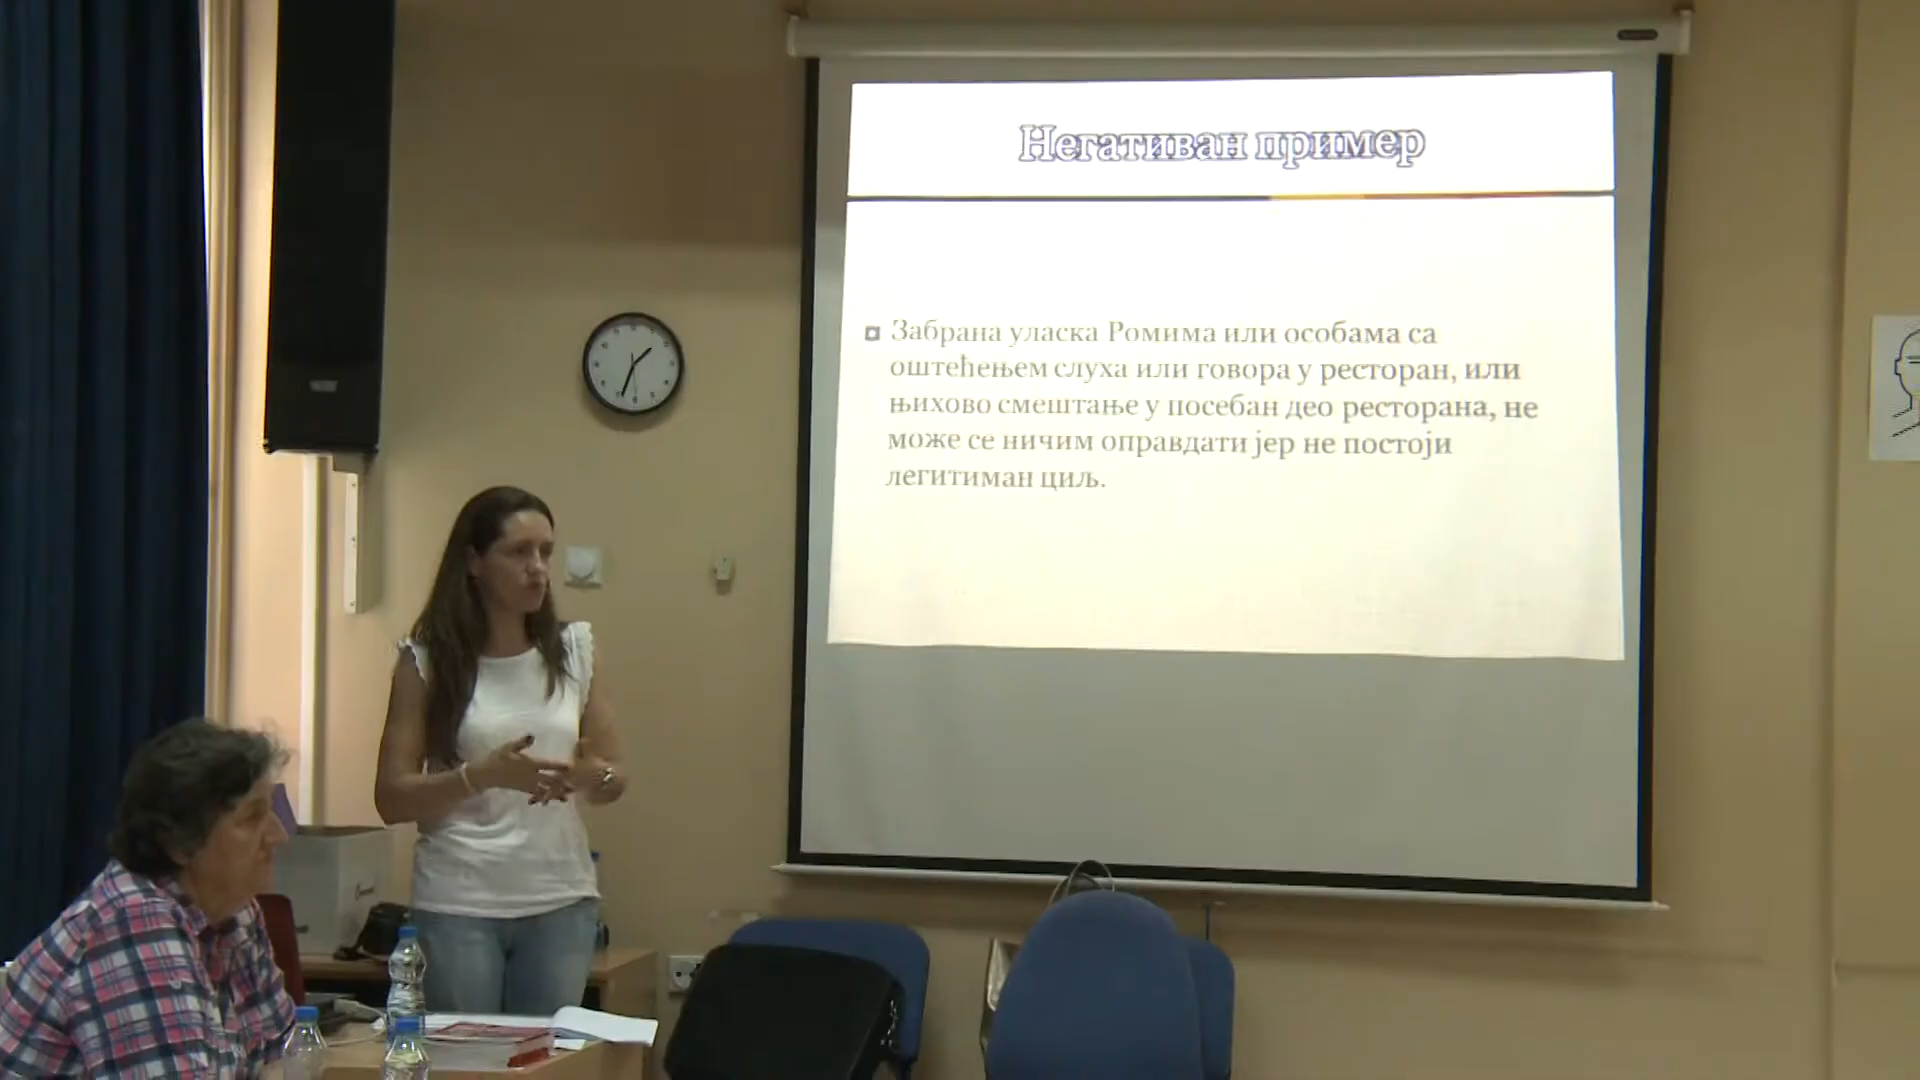 Негативан пример
Забрана уласка Ромима или особама са
оштећењем слуха или говора у ресторан, или
њихово смештање у посебан део ресторана, не
може се ничим оправдати јер не постоји
легитиман циљ.